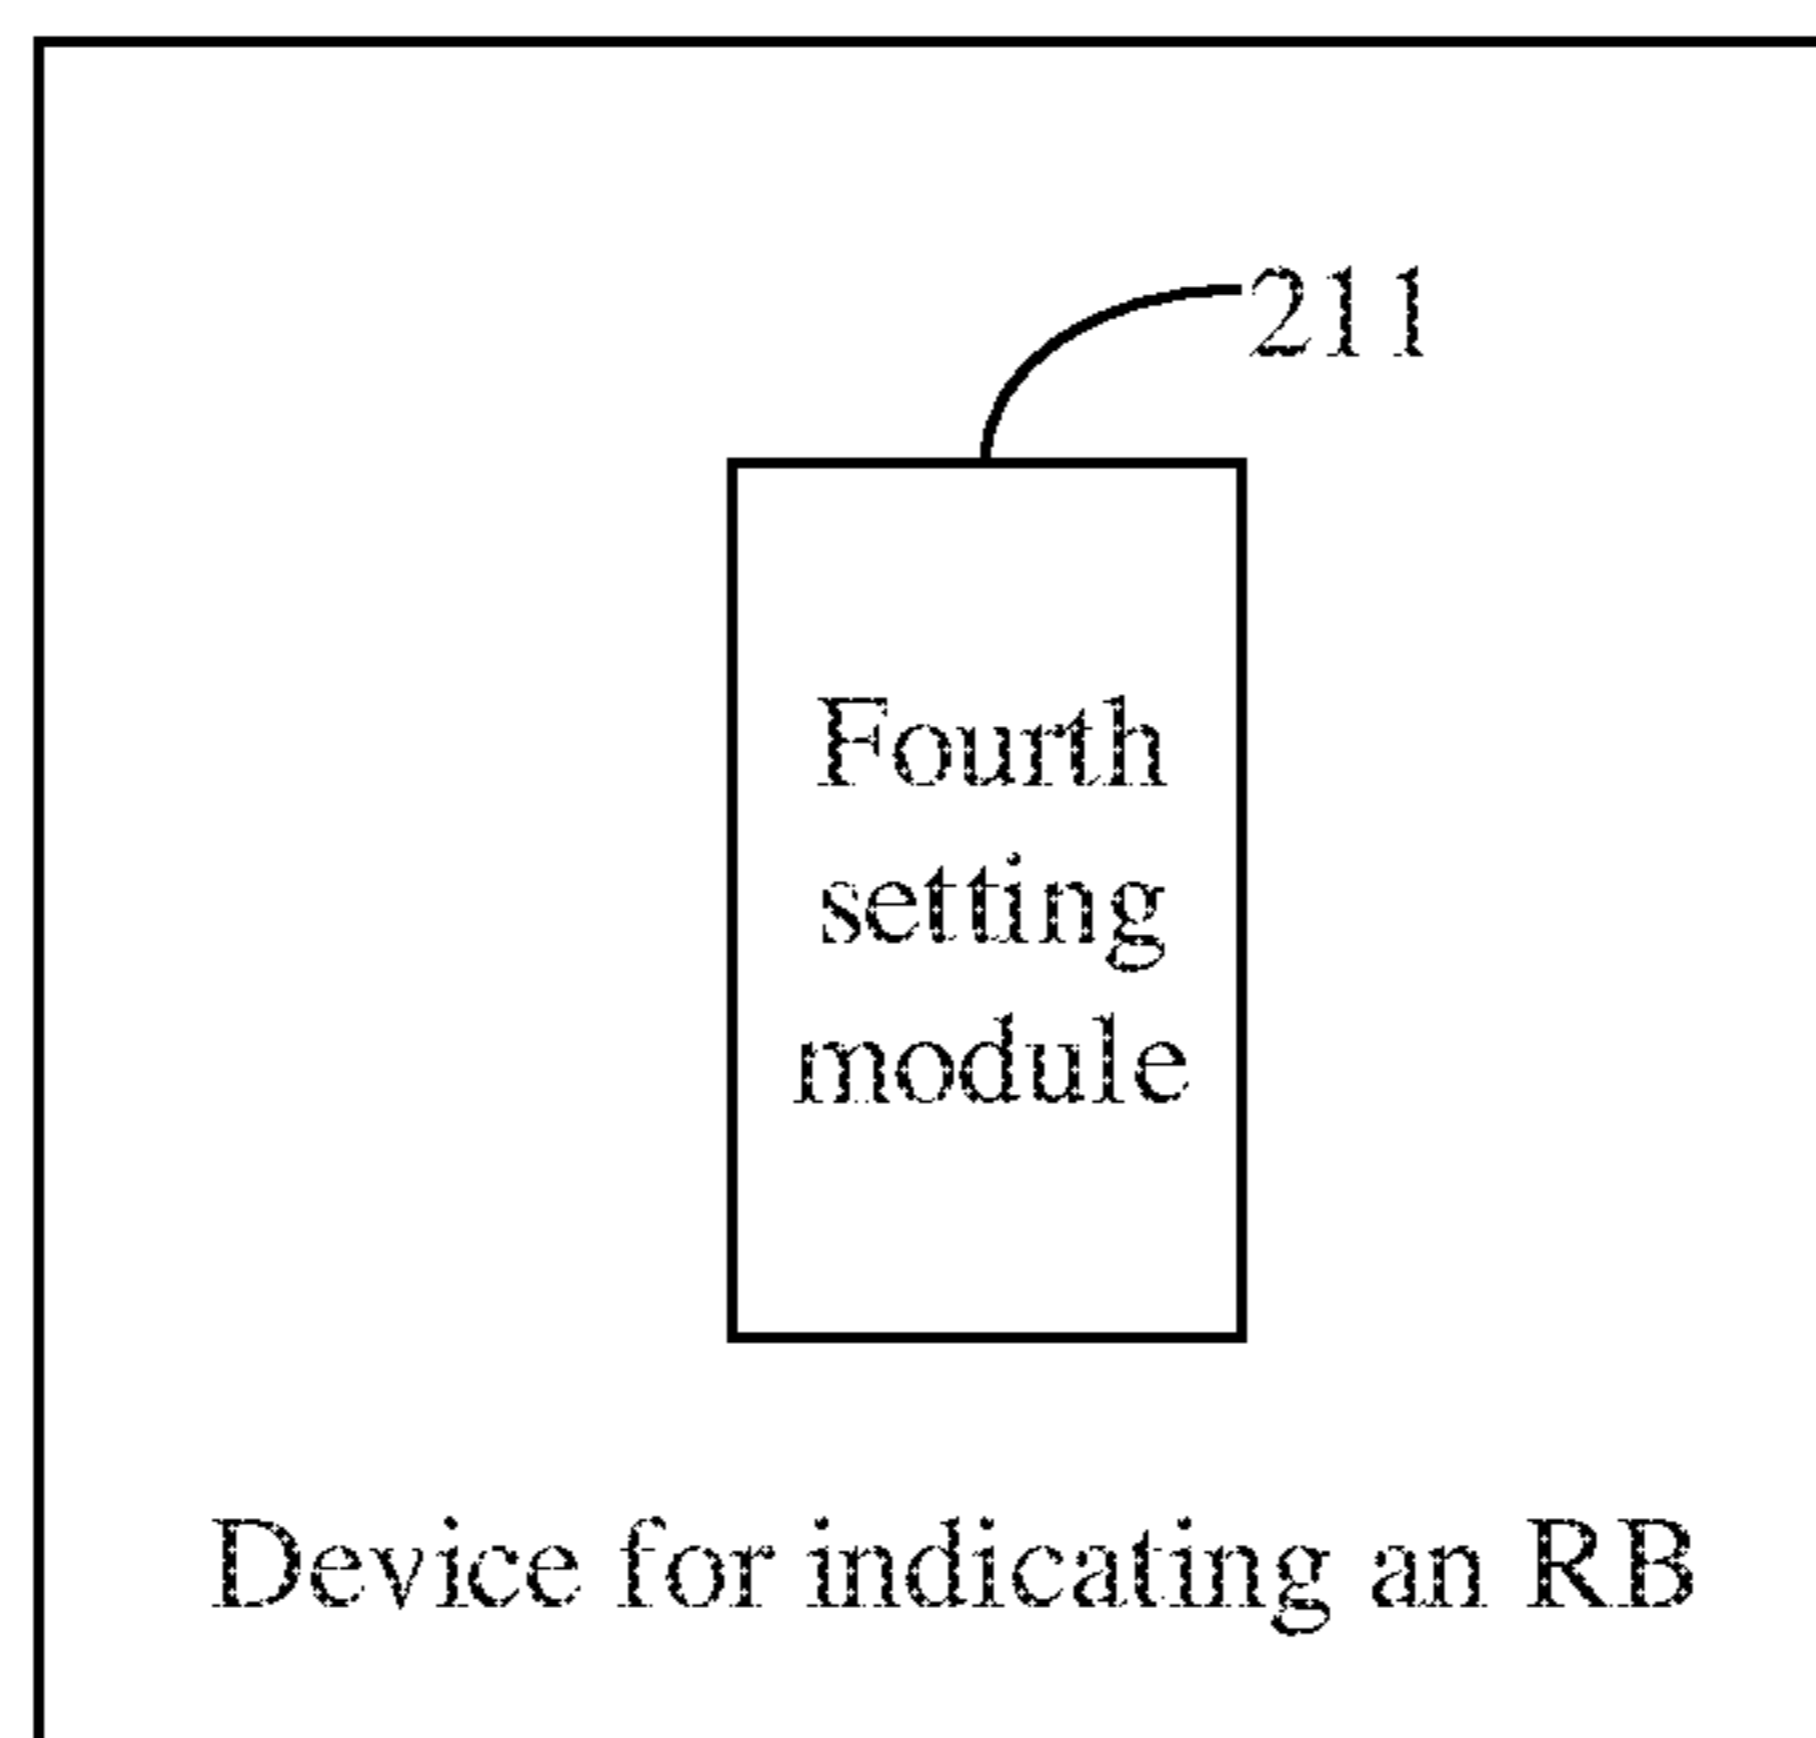 211
Fourth
setting
module
Device for indicating an RB